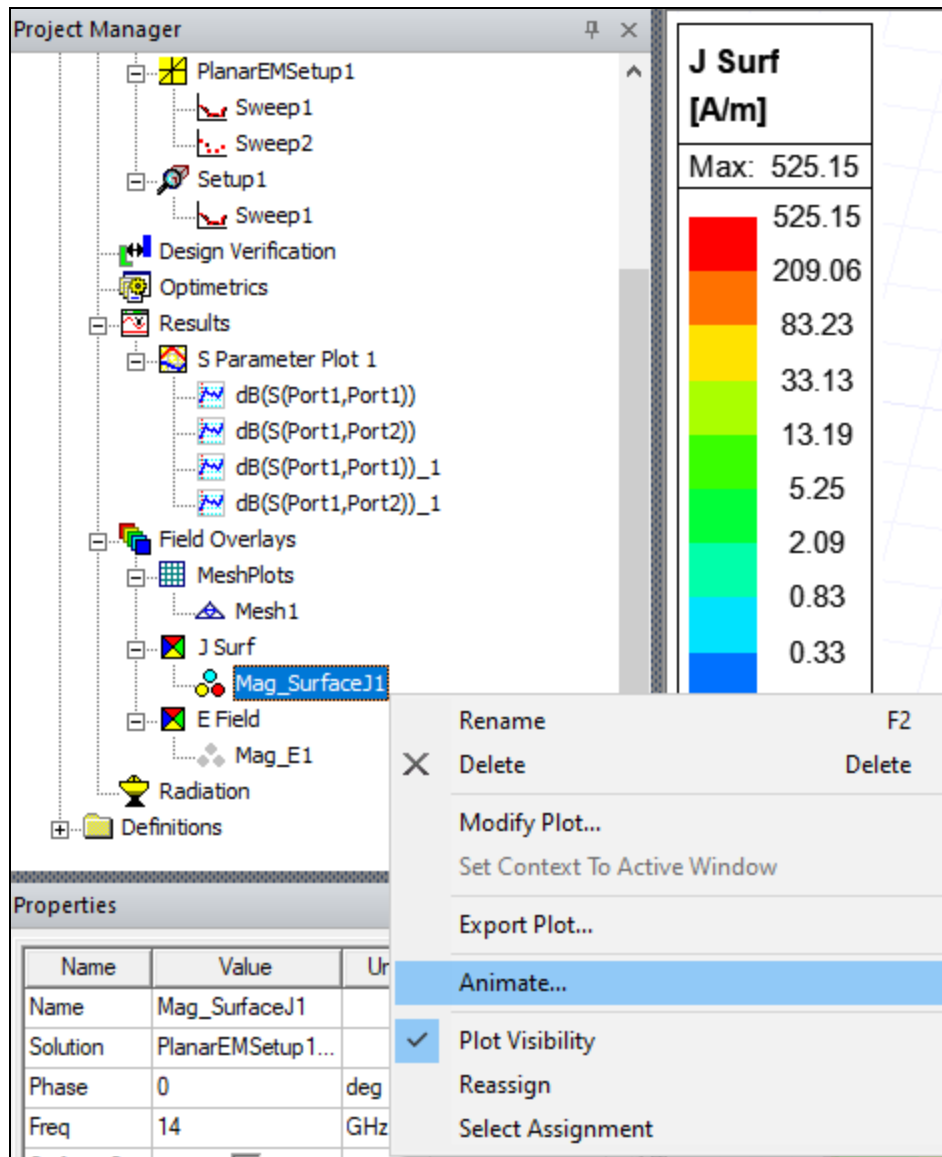 Project Manager
PlanarEMSetup1
Sweep1
Sweep2
Setup1
Sweep1
Design Verification
Optimetrics
Results
S Parameter Plot 1
dB(S(Port1,Port1))
dB(S(Port1,Port2))
dB(S(Port1,Port1))_1
dB(S(Port1,Port2))_1
Field Overlays
MeshPlots
Mesh1
J Surf
Mag_SurfaceJ1
E Field
Mag_E1
Radiation
Definitions
J Surf
[A/m]
Max: 525.15
525.15
209.06
83.23
33.13
13.19
5.25
2.09
0.83
0.33
Rename F2
Delete Delete
Modify Plot...
Set Context To Active Window
Export Plot...
Animate...
Plot Visibility
Reassign
Select Assignment
Properties
Name Value
Name Mag_SurfaceJ1
Solution PlanarEMSetup1...
Phase 0 deg
Freq 14 GHz